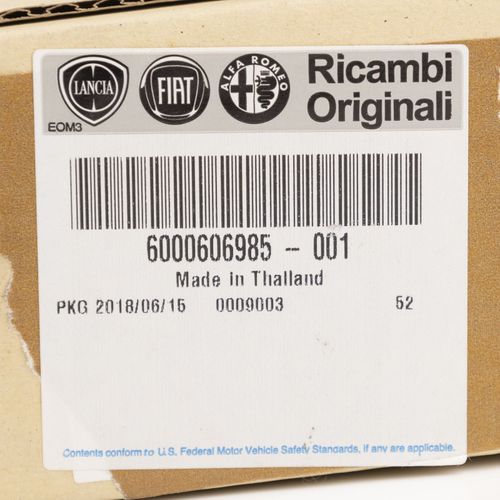 LANCIA FIAT ALFA ROMEO Ricambi
Originali
EOM3
6000606985 - 001
Made in Thailand
PKG 2018/06/15 0009003 52
Contents conform to U.S. Federal Motor Vehicle Safety Standards, if any are applicable.